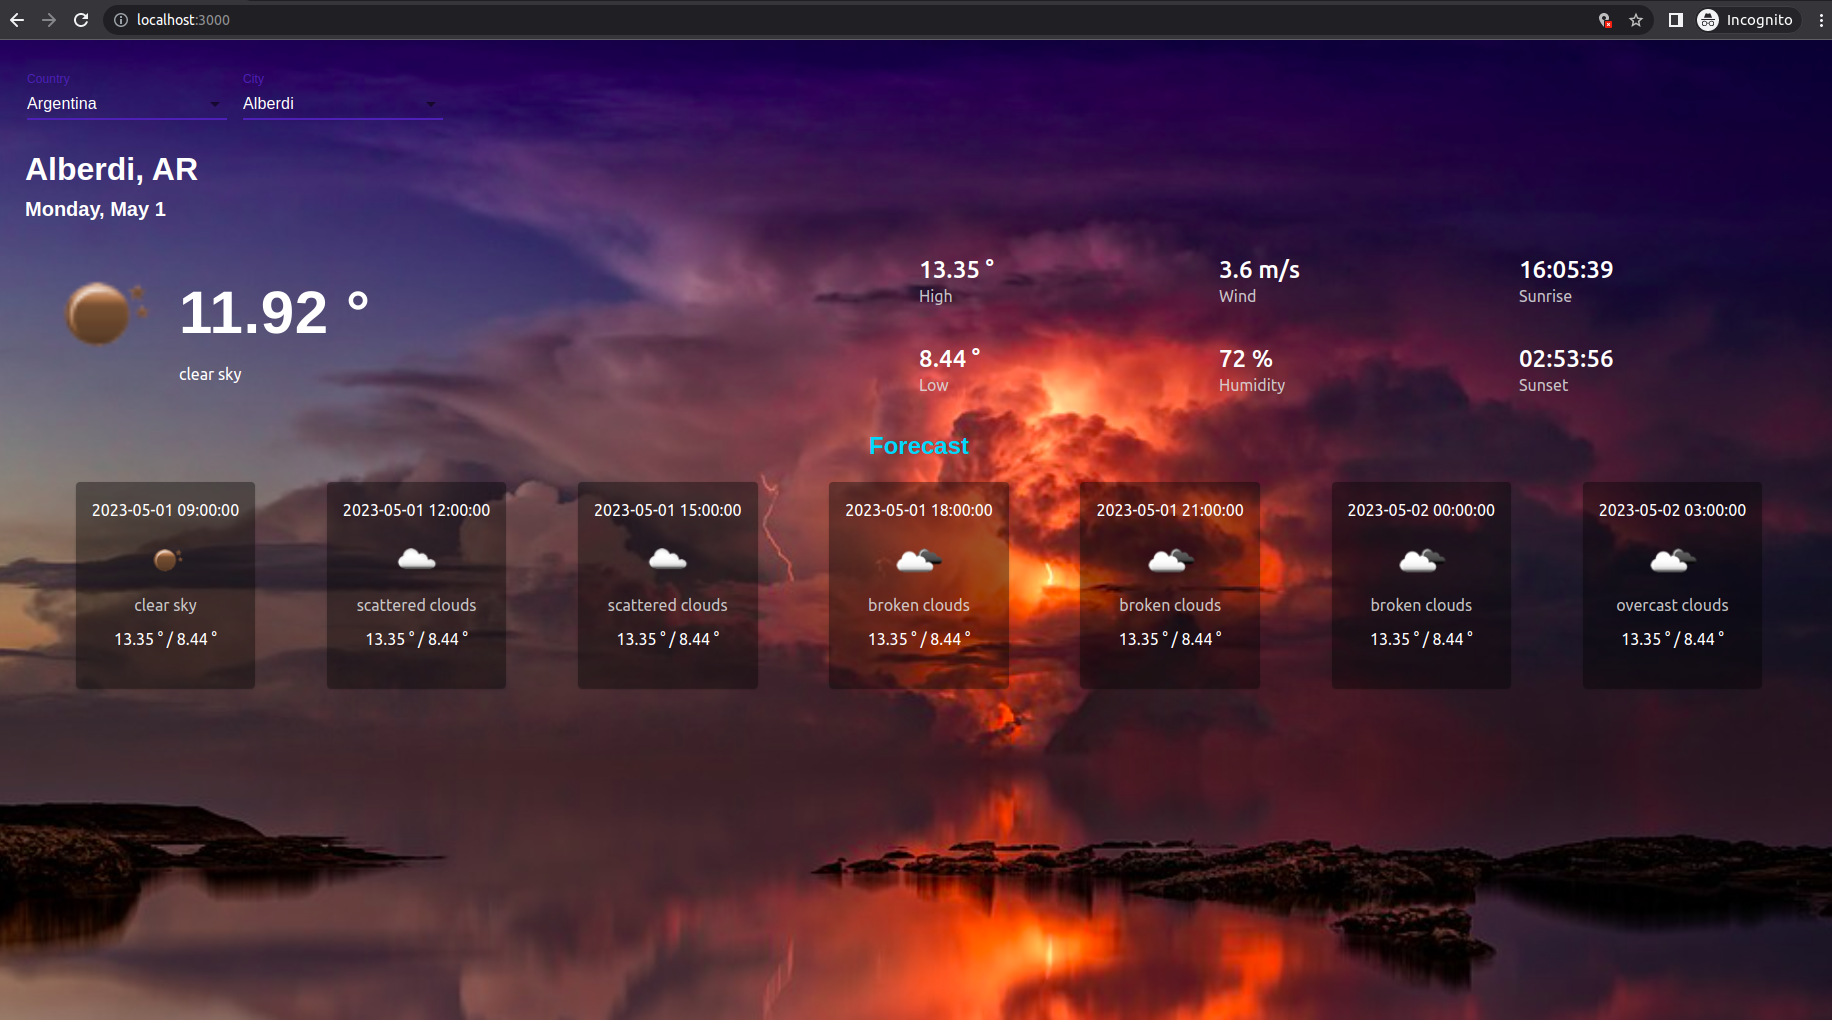 localhost:3000
Incognito
Country
City
Argentina
Alberdi
Alberdi, AR
Monday, May 1
11.92 °
clear sky
13.35 °
High
3.6 m/s
Wind
16:05:39
Sunrise
8.44 °
Low
72 %
Humidity
02:53:56
Sunset
Forecast
2023-05-01 09:00:00
clear sky
13.35 ° / 8.44 °
2023-05-01 12:00:00
scattered clouds
13.35 ° / 8.44 °
2023-05-01 15:00:00
scattered clouds
13.35 ° / 8.44 °
2023-05-01 18:00:00
broken clouds
13.35 ° / 8.44 °
2023-05-01 21:00:00
broken clouds
13.35 ° / 8.44 °
2023-05-02 00:00:00
broken clouds
13.35 ° / 8.44 °
2023-05-02 03:00:00
overcast clouds
13.35 ° / 8.44 °